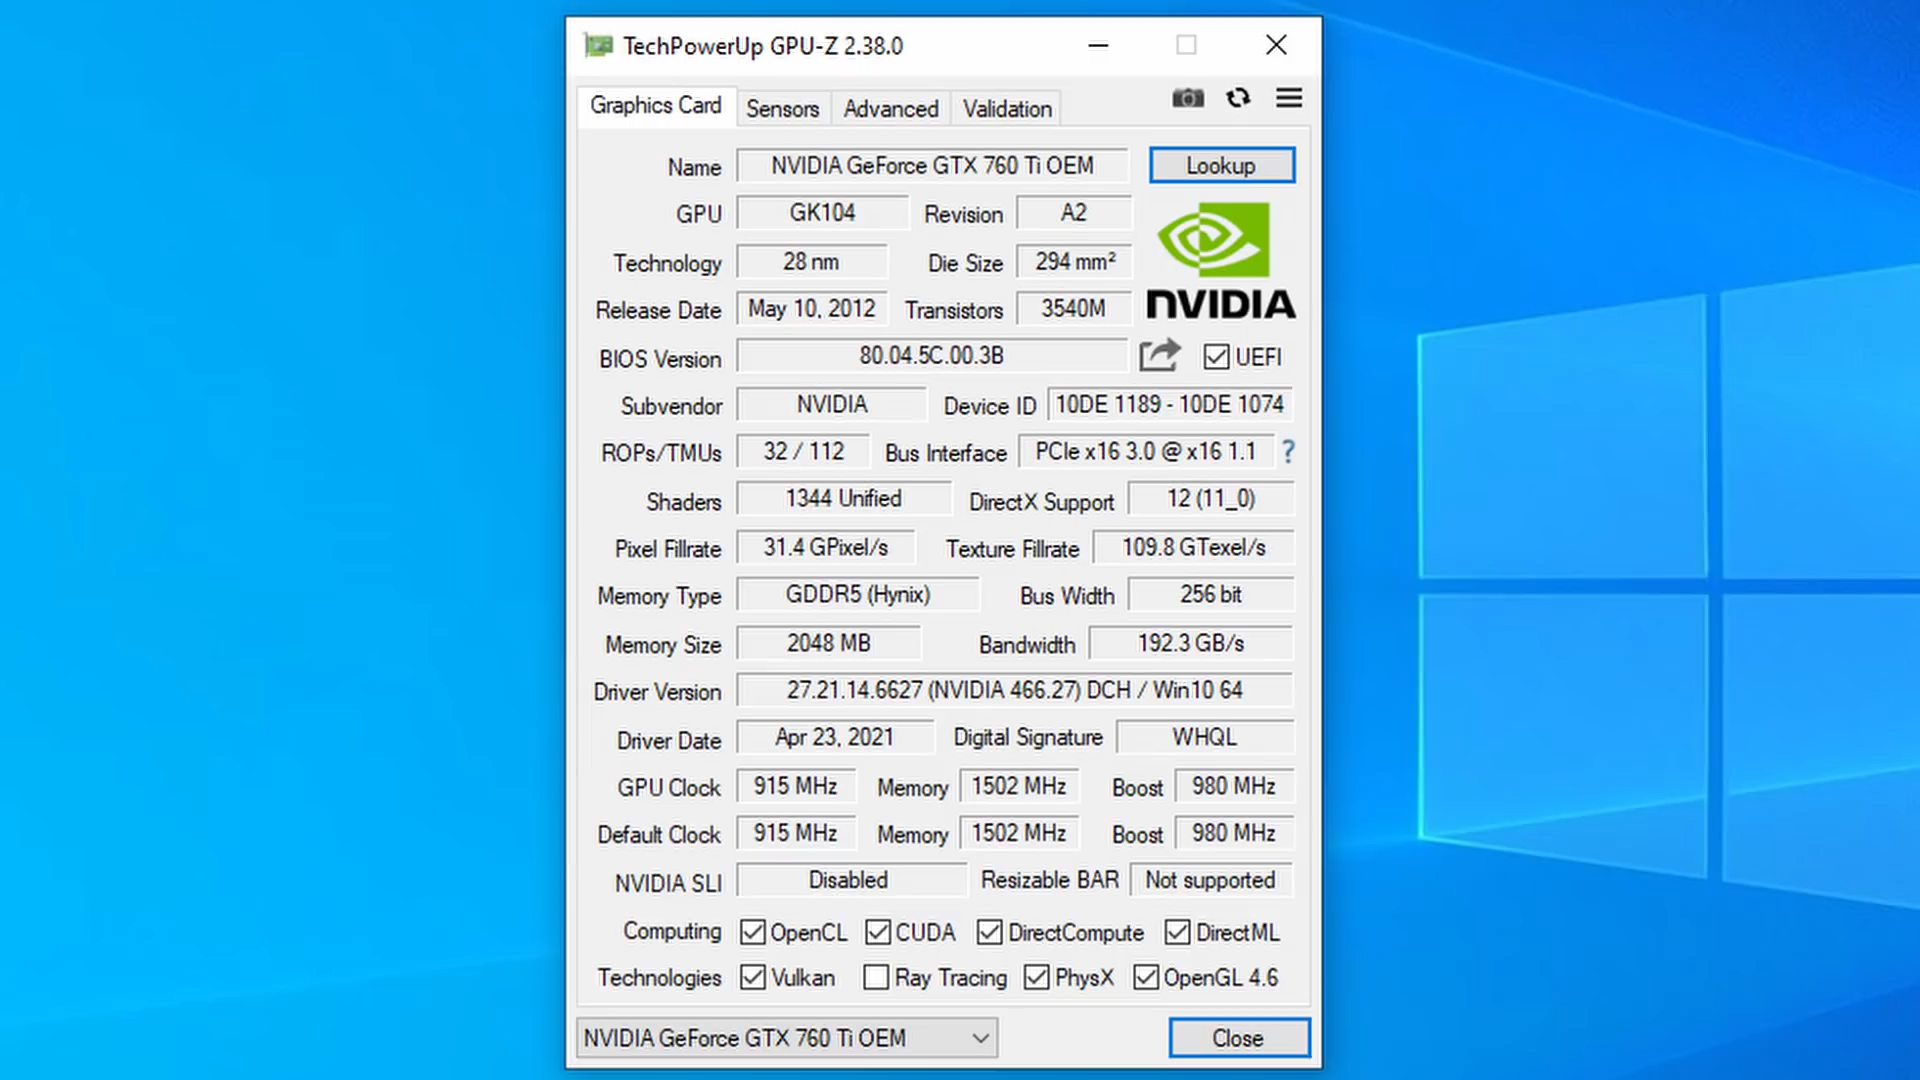 TechPowerUp GPU-Z 2.38.0
Graphics Card Sensors Advanced Validation
Name NVIDIA GeForce GTX 760 Ti OEM Lookup
GPU GK104 Revision A2
Technology 28 nm Die Size 294 mm²
NVIDIA
Release Date May 10, 2012 Transistors 3540M
BIOS Version 80.04.5C.00.3B UEFI
Subvendor NVIDIA Device ID 10DE 1189 - 10DE 1074
ROPs/TMUs 32 / 112 Bus Interface PCIe x16 3.0 @ x16 1.1 ?
Shaders 1344 Unified DirectX Support 12 (11_0)
Pixel Fillrate 31.4 GPixel/s Texture Fillrate 109.8 GTexel/s
Memory Type GDDR5 (Hynix) Bus Width 256 bit
Memory Size 2048 MB Bandwidth 192.3 GB/s
Driver Version 27.21.14.6627 (NVIDIA 466.27) DCH / Win10 64
Driver Date Apr 23, 2021 Digital Signature WHQL
GPU Clock 915 MHz Memory 1502 MHz Boost 980 MHz
Default Clock 915 MHz Memory 1502 MHz Boost 980 MHz
NVIDIA SLI Disabled Resizable BAR Not supported
Computing OpenCL CUDA DirectCompute DirectML
Technologies Vulkan Ray Tracing PhysX OpenGL 4.6
NVIDIA GeForce GTX 760 Ti OEM Close